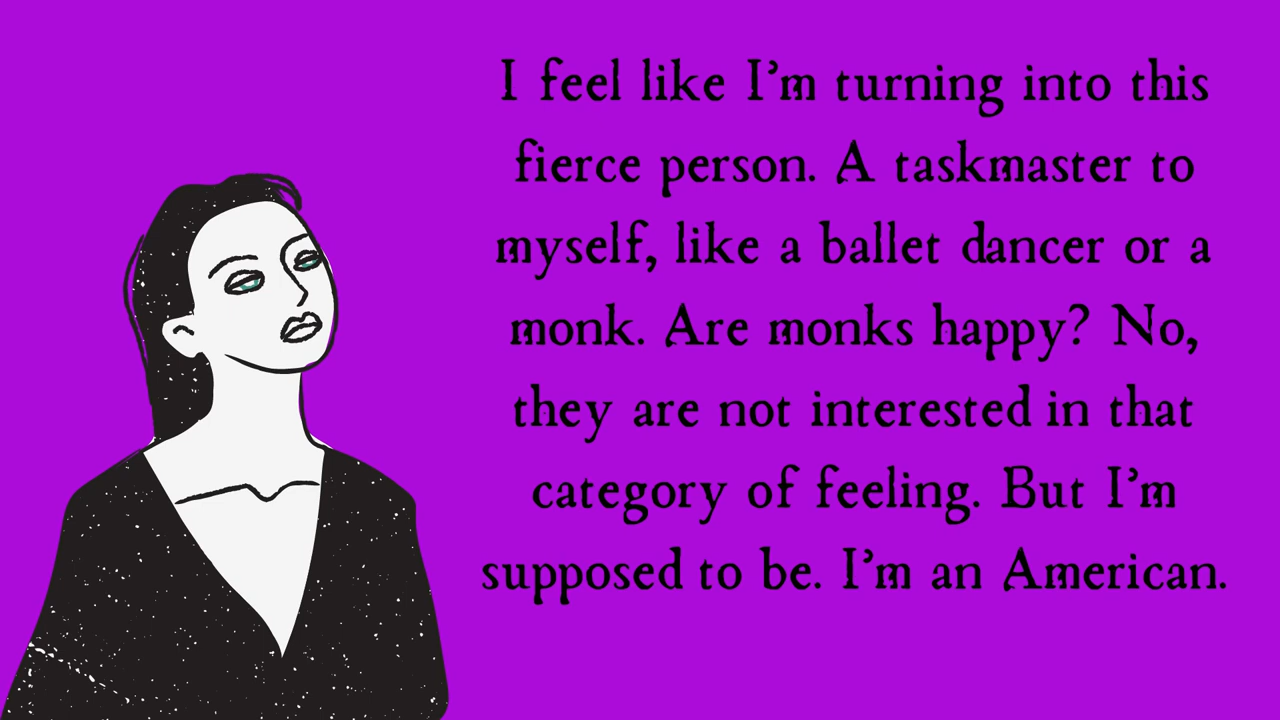 I feel like I’m turning into this
fierce person. A taskmaster to
myself, like a ballet dancer or a
monk. Are monks happy? No,
they are not interested in that
category of feeling. But I’m
supposed to be. I’m an American.